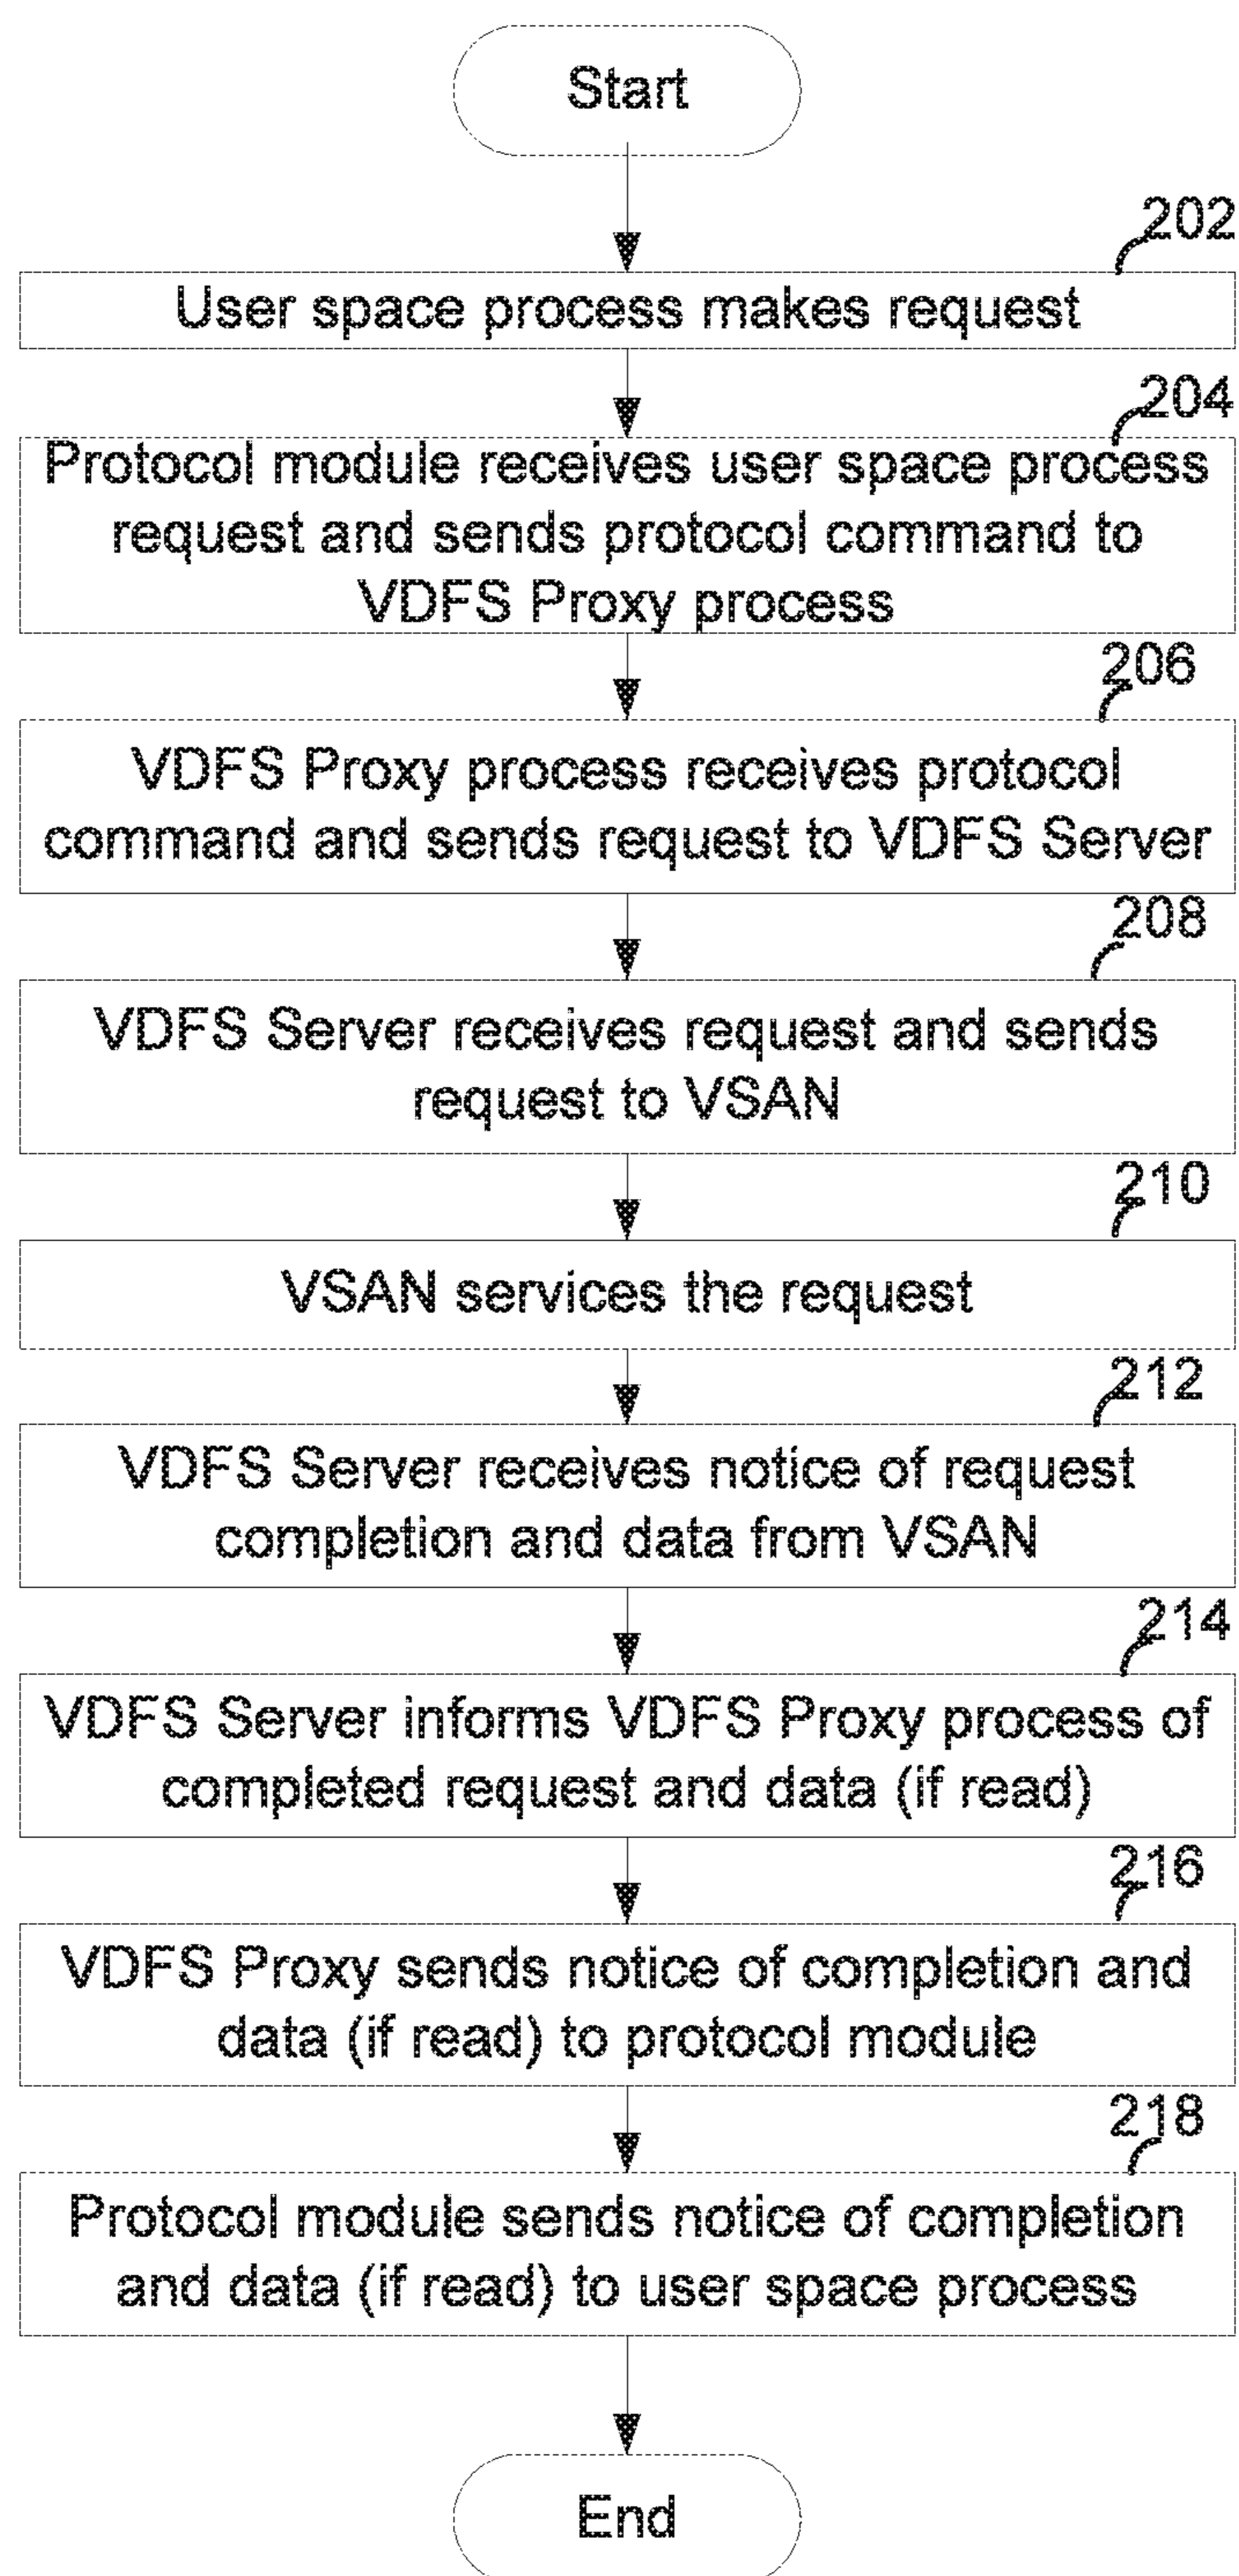 Start
202
User space process makes request
204
Protocol module receives user space process
request and sends protocol command to
VDFS Proxy process
206
VDFS Proxy process receives protocol
command and sends request to VDFS Server
208
VDFS Server receives request and sends
request to VSAN
210
VSAN services the request
212
VDFS Server receives notice of request
completion and data from VSAN
214
VDFS Server informs VDFS Proxy process of
completed request and data (if read)
216
VDFS Proxy sends notice of completion and
data (if read) to protocol module
218
Protocol module sends notice of completion
and data (if read) to user space process
End